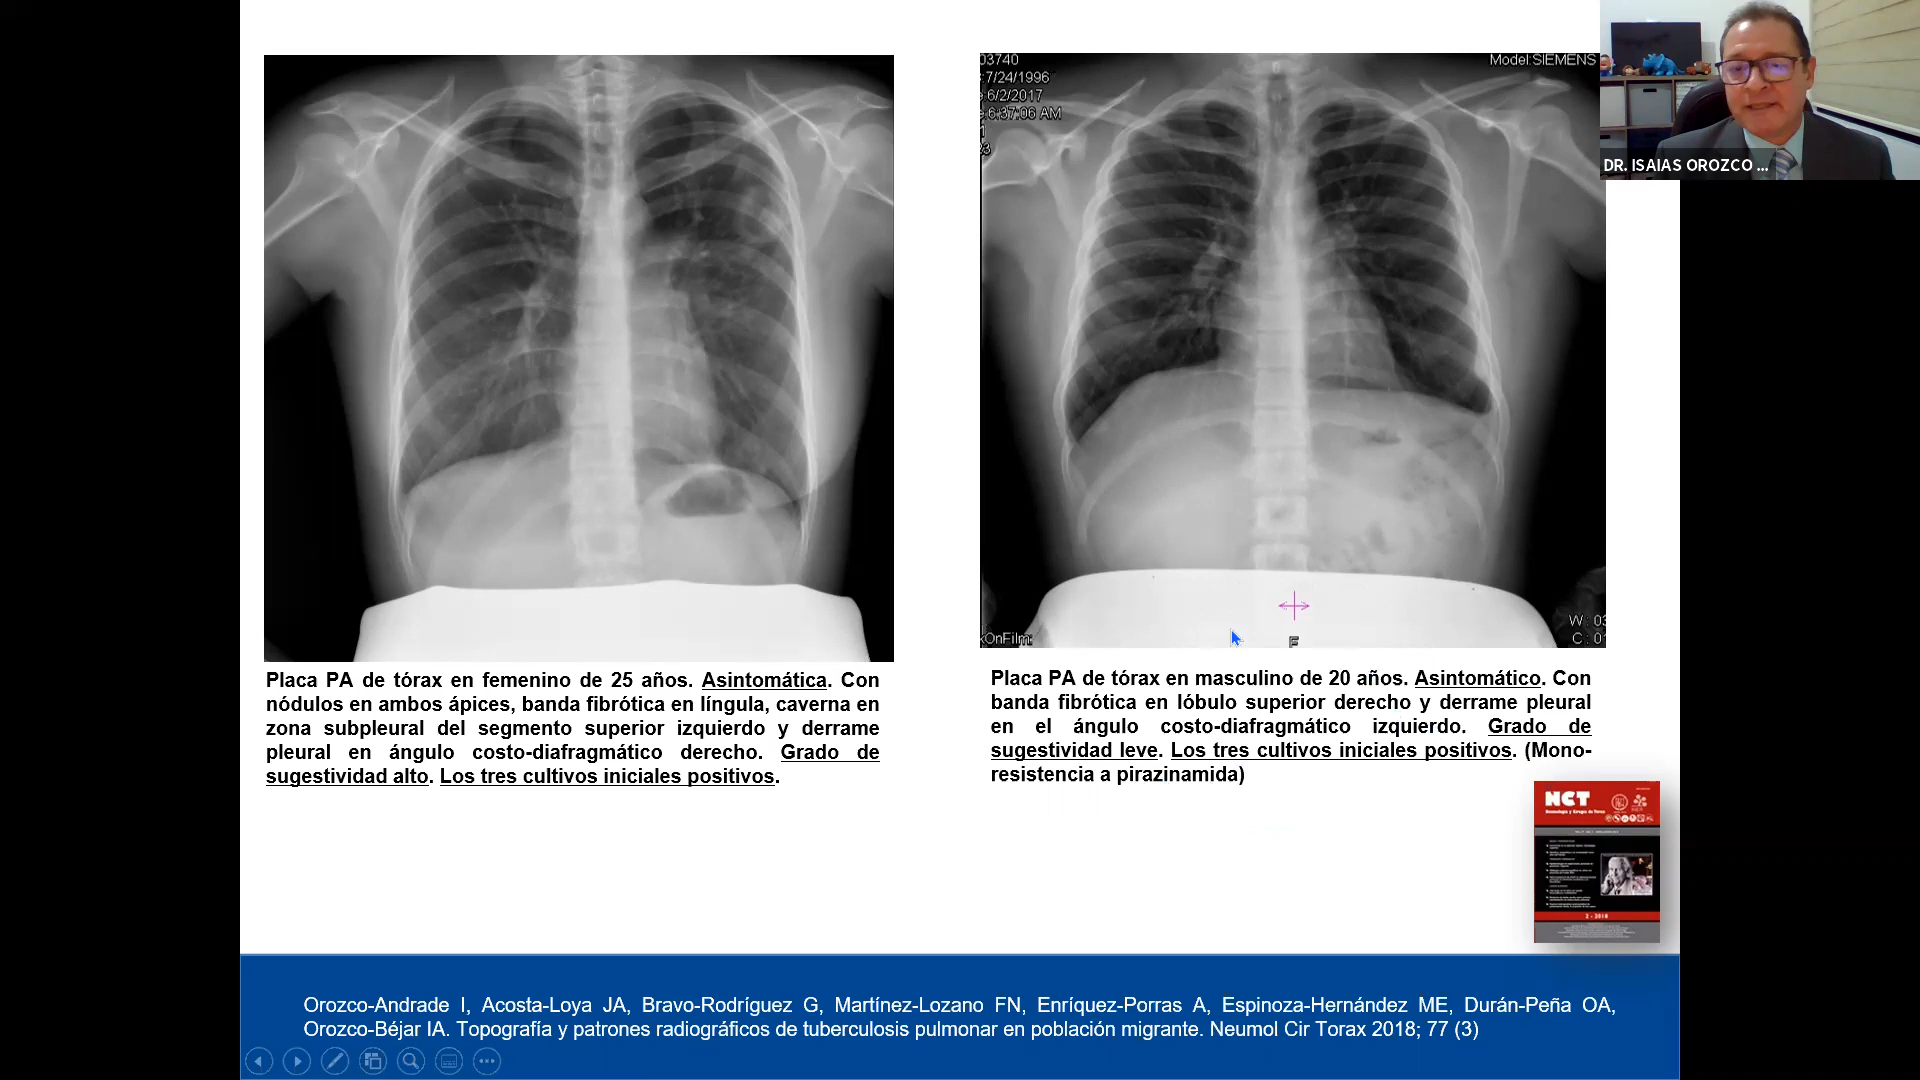 03740
:7/24/1996
6/2/2017
6:37:06 AM
Model:SIEMENS
DR. ISAIAS OROZCO ...
kOnFilm:
F
W : 03
C : 01
Placa PA de tórax en femenino de 25 años. Asintomática. Con
nódulos en ambos ápices, banda fibrótica en língula, caverna en
zona subpleural del segmento superior izquierdo y derrame
pleural en ángulo costo-diafragmático derecho. Grado de
sugestividad alto. Los tres cultivos iniciales positivos.
Placa PA de tórax en masculino de 20 años. Asintomático. Con
banda fibrótica en lóbulo superior derecho y derrame pleural
en el ángulo costo-diafragmático izquierdo. Grado de
sugestividad leve. Los tres cultivos iniciales positivos. (Mono-
resistencia a pirazinamida)
NCT
2 - 2018
Orozco-Andrade I, Acosta-Loya JA, Bravo-Rodríguez G, Martínez-Lozano FN, Enríquez-Porras A, Espinoza-Hernández ME, Durán-Peña OA,
Orozco-Béjar IA. Topografía y patrones radiográficos de tuberculosis pulmonar en población migrante. Neumol Cir Torax 2018; 77 (3)